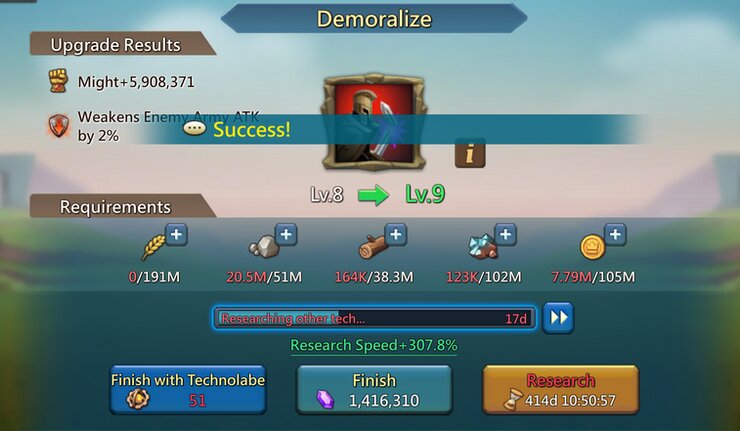 Demoralize
Upgrade Results
Might+5,908,371
Weakens Enemy Army ATK
by 2%
Success!
i
Lv.8 Lv.9
Requirements
0/191M 20.5M/51M 164K/38.3M 123K/102M 7.79M/105M
Researching other tech... 17d
Research Speed+307.8%
Finish with Technolabe Finish Research
51 1,416,310 414d 10:50:57